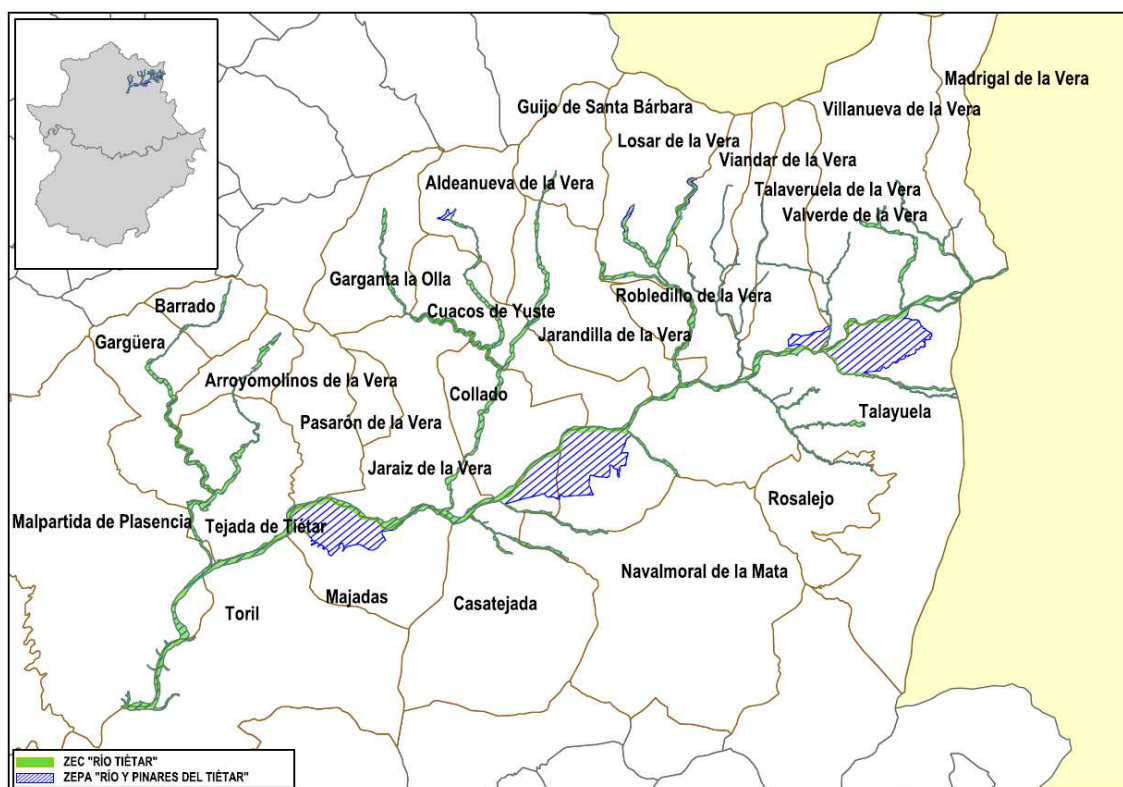 Madrigal de la Vera
Guijo de Santa Bárbara
Villanueva de la Vera
Losar de la Vera
Viandar de la Vera
Aldeanueva de la Vera
Talaveruela de la Vera
Valverde de la Vera
Garganta la Olla
Robledillo de la Vera
Barrado
Cuacos de Yuste
Jarandilla de la Vera
Gargüera
Arroyomolinos de la Vera
Collado
Talayuela
Pasarón de la Vera
Jaraiz de la Vera
Rosalejo
Malpartida de Plasencia
Tejada de Tiétar
Navalmoral de la Mata
Majadas
Casatejada
Toril
ZEC "RÍO TIÉTAR"
ZEPA "RÍO Y PINARES DEL TIÉTAR"